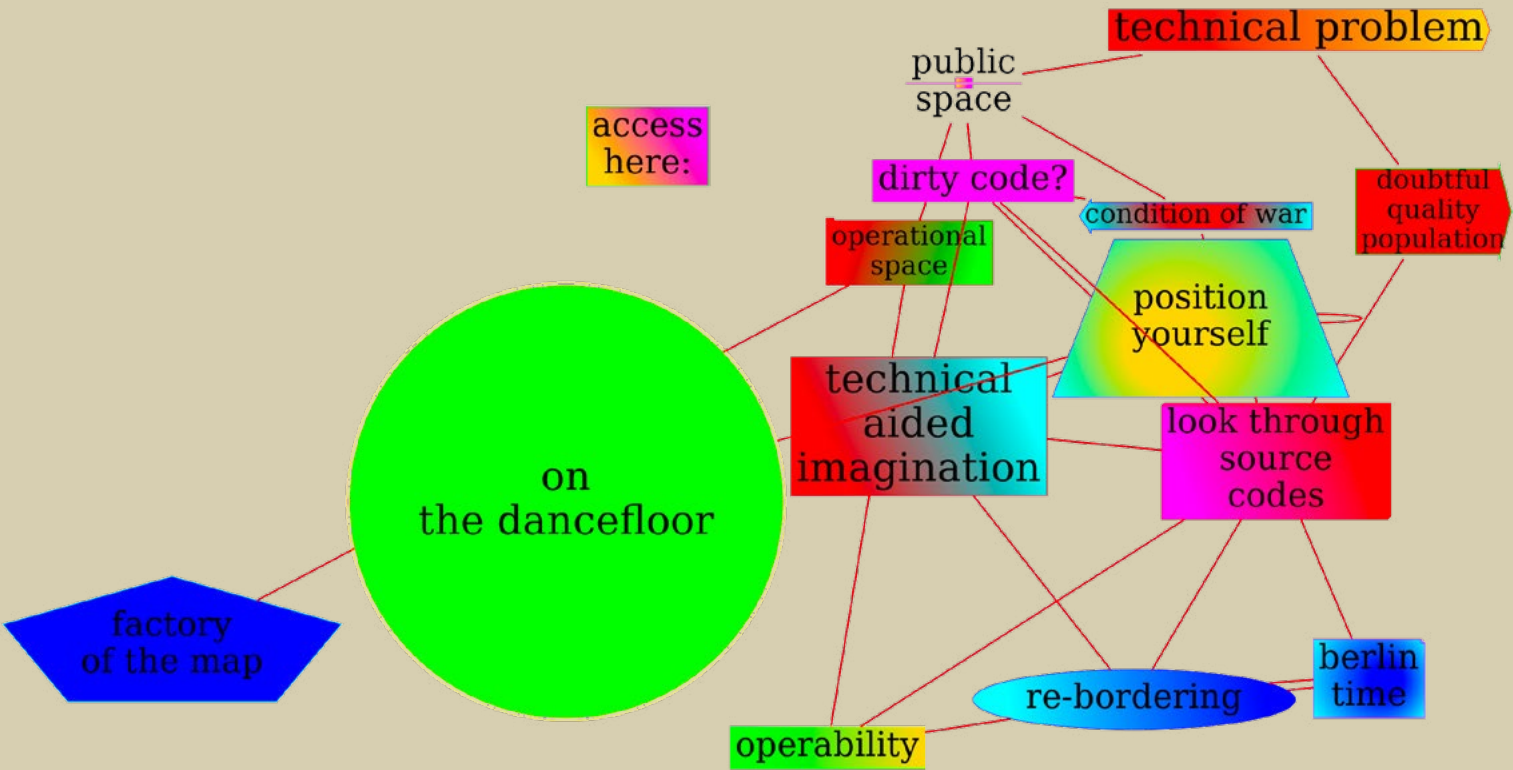 technical problem
public
space
access
here:
dirty code?
doubtful
quality
population
condition of war
operational
space
position
yourself
technical
aided
imagination
look through
source
codes
on
the dancefloor
factory
of the map
berlin
time
re-bordering
operability